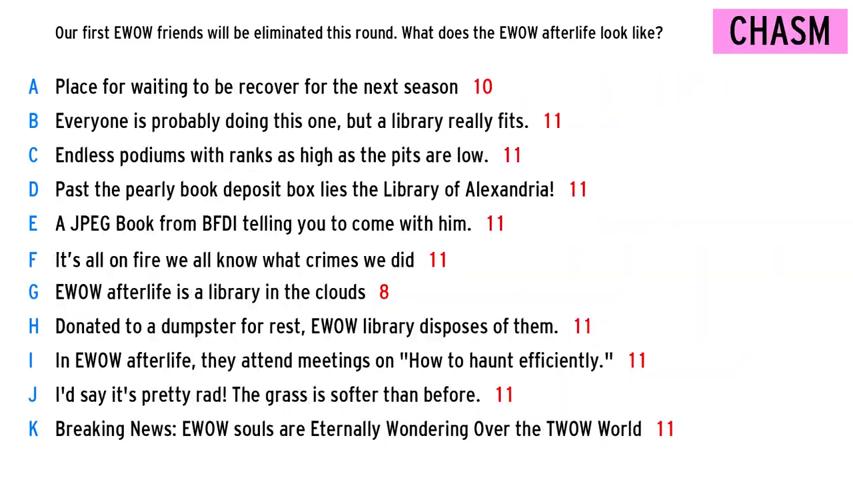 Our first EWOW friends will be eliminated this round. What does the EWOW afterlife look like?
CHASM
A Place for waiting to be recover for the next season 10
B Everyone is probably doing this one, but a library really fits. 11
C Endless podiums with ranks as high as the pits are low. 11
D Past the pearly book deposit box lies the Library of Alexandria! 11
E A JPEG Book from BFDI telling you to come with him. 11
F It’s all on fire we all know what crimes we did 11
G EWOW afterlife is a library in the clouds 8
H Donated to a dumpster for rest, EWOW library disposes of them. 11
I In EWOW afterlife, they attend meetings on "How to haunt efficiently." 11
J I'd say it's pretty rad! The grass is softer than before. 11
K Breaking News: EWOW souls are Eternally Wondering Over the TWOW World 11